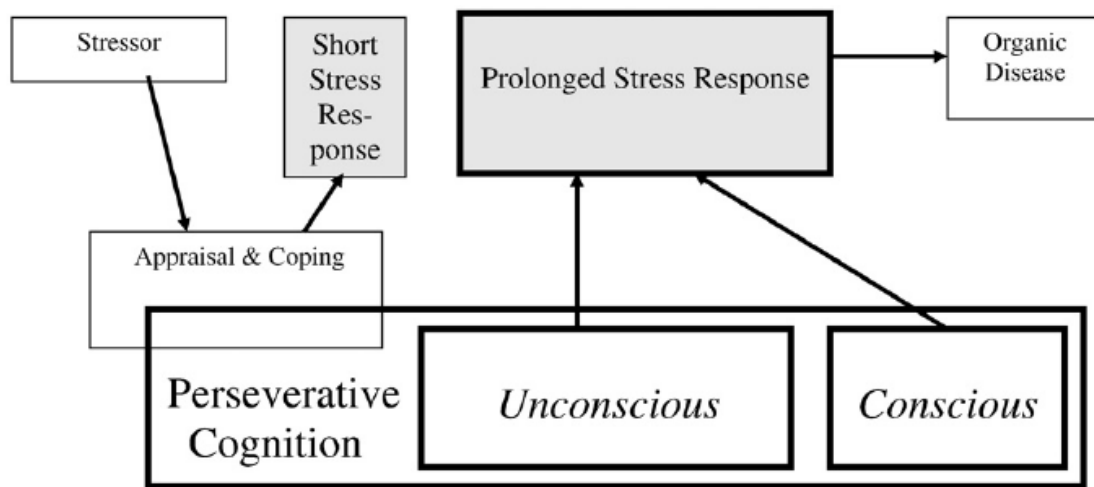 Stressor
Short
Stress
Res-
ponse
Prolonged Stress Response
Organic
Disease
Appraisal & Coping
Perseverative
Cognition
Unconscious
Conscious